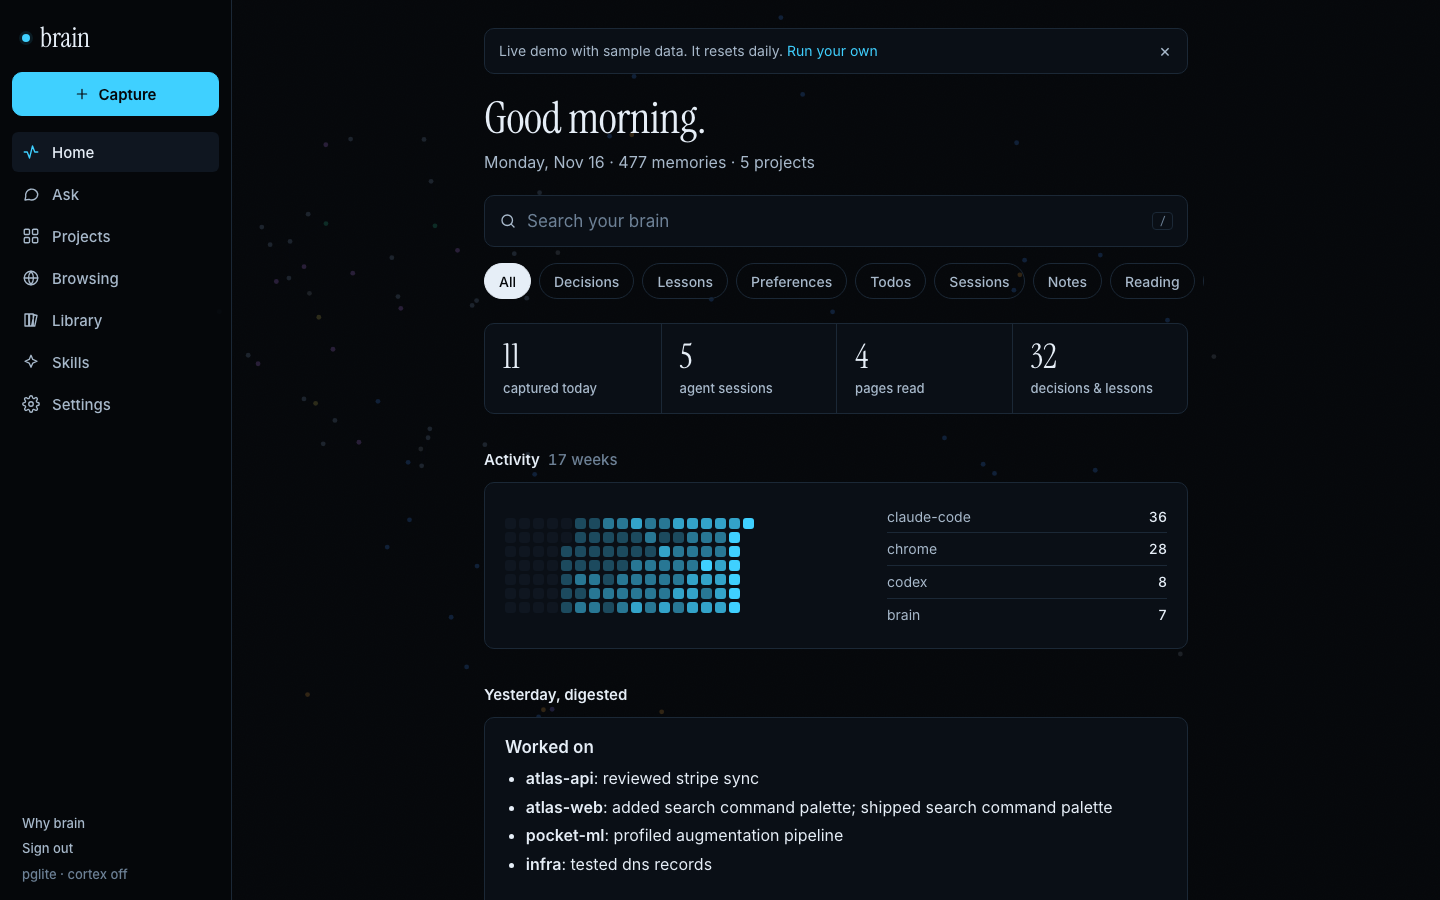 brain
Capture
Home
Ask
Projects
Browsing
Library
Skills
Settings
Why brain
Sign out
pglite · cortex off
Live demo with sample data. It resets daily. Run your own
Good morning.
Monday, Nov 16 · 477 memories · 5 projects
Search your brain /
All Decisions Lessons Preferences Todos Sessions Notes Reading
11 captured today
5 agent sessions
4 pages read
32 decisions & lessons
Activity 17 weeks
claude-code 36
chrome 28
codex 8
brain 7
Yesterday, digested
Worked on
• atlas-api: reviewed stripe sync
• atlas-web: added search command palette; shipped search command palette
• pocket-ml: profiled augmentation pipeline
• infra: tested dns records